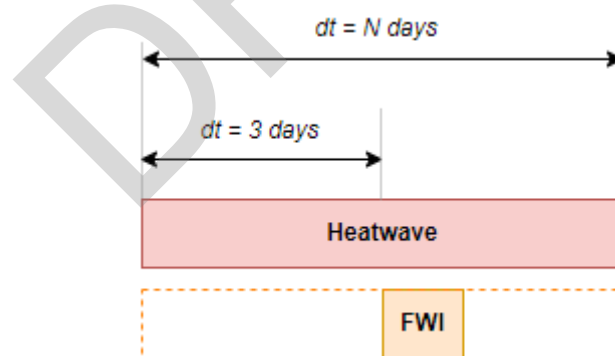 dt = N days
dt = 3 days
Heatwave
FWI